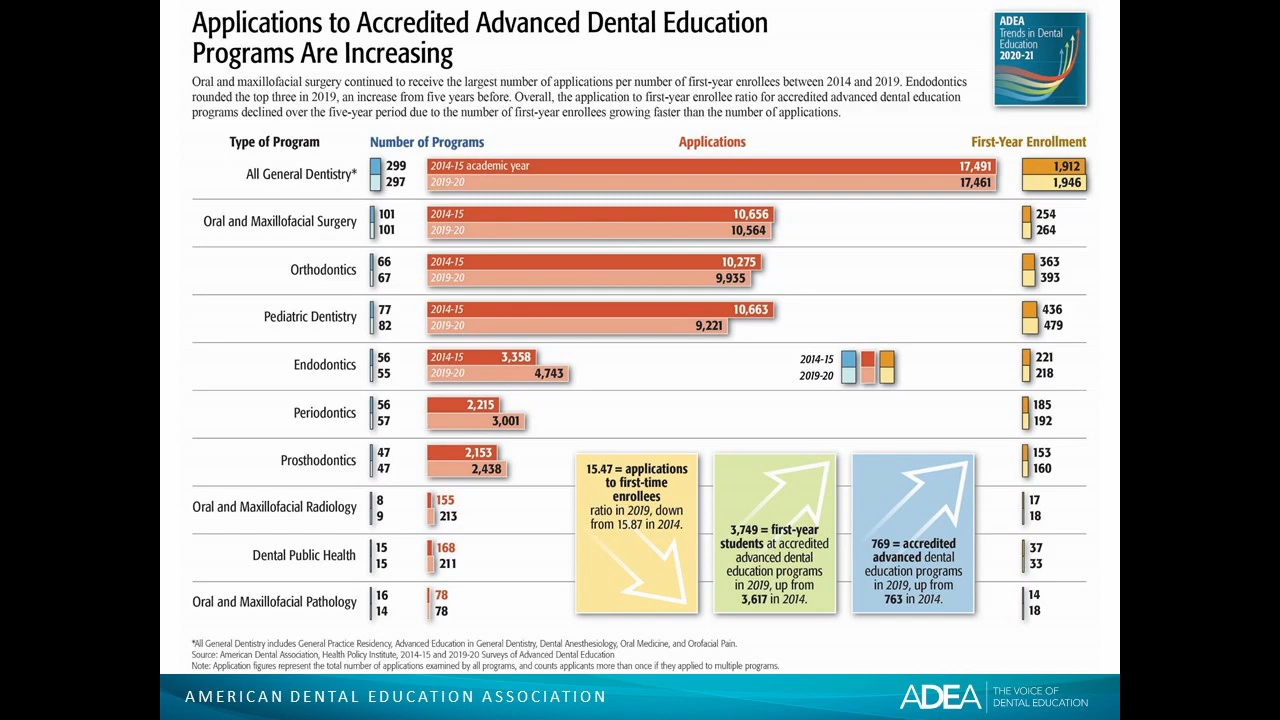 Applications to Accredited Advanced Dental Education
Programs Are Increasing
ADEA
Trends in Dental
Education
2020-21
Oral and maxillofacial surgery continued to receive the largest number of applications per number of first-year enrollees between 2014 and 2019. Endodontics
rounded the top three in 2019, an increase from five years before. Overall, the application to first-year enrollee ratio for accredited advanced dental education
programs declined over the five-year period due to the number of first-year enrollees growing faster than the number of applications.
Type of Program Number of Programs Applications First-Year Enrollment
All General Dentistry*
299 2014-15 academic year 17,491 1,912
297 2019-20 17,461 1,946
Oral and Maxillofacial Surgery
101 2014-15 10,656 254
101 2019-20 10,564 264
Orthodontics
66 2014-15 10,275 363
67 2019-20 9,935 393
Pediatric Dentistry
77 2014-15 10,663 436
82 2019-20 9,221 479
Endodontics
56 2014-15 3,358 221
55 2019-20 4,743 218
2014-15
2019-20
Periodontics
56 2,215 185
57 3,001 192
Prosthodontics
47 2,153 153
47 2,438 160
Oral and Maxillofacial Radiology
8 155 17
9 213 18
Dental Public Health
15 168 37
15 211 33
Oral and Maxillofacial Pathology
16 78 14
14 78 18
15.47 = applications
to first-time
enrollees
ratio in 2019, down
from 15.87 in 2014.
3,749 = first-year
students at accredited
advanced dental
education programs
in 2019, up from
3,617 in 2014.
769 = accredited
advanced dental
education programs
in 2019, up from
763 in 2014.
*All General Dentistry includes General Practice Residency, Advanced Education in General Dentistry, Dental Anesthesiology, Oral Medicine, and Orofacial Pain.
Source: American Dental Association, Health Policy Institute, 2014-15 and 2019-20 Surveys of Advanced Dental Education
Note: Application figures represent the total number of applications examined by all programs, and counts applicants more than once if they applied to multiple programs.
AMERICAN DENTAL EDUCATION ASSOCIATION
ADEA
THE VOICE OF
DENTAL EDUCATION